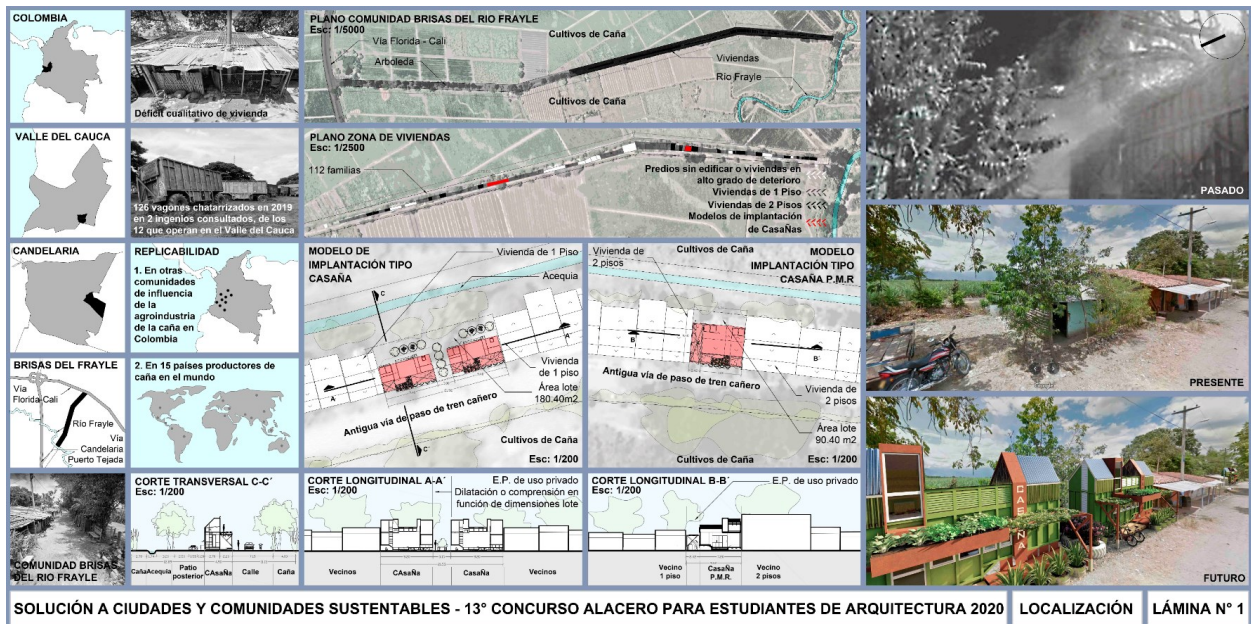 COLOMBIA
Déficit cualitativo de vivienda
PLANO COMUNIDAD BRISAS DEL RIO FRAYLE
Esc: 1/5000
Vía Florida - Cali
Arboleda
Cultivos de Caña
Viviendas
Río Frayle
Cultivos de Caña
PASADO
VALLE DEL CAUCA
126 vagones chatarrizados en 2019
en 2 ingenios consultados, de los
12 que operan en el Valle del Cauca
PLANO ZONA DE VIVIENDAS
Esc: 1/2500
112 familias
Predios sin edificar o viviendas en
alto grado de deterioro
Viviendas de 1 Piso
Viviendas de 2 Pisos
Modelos de implantación
de CasaÑas
PRESENTE
CANDELARIA
REPLICABILIDAD
1. En otras
comunidades
de influencia
de la
agroindustria
de la caña en
Colombia
MODELO DE
IMPLANTACIÓN TIPO
CASAÑA
Vivienda de 1 Piso
Acequia
C
A
A
Vivienda
de 1 piso
Área lote
180.40m2
Antigua vía de paso de tren cañero
C'
Cultivos de Caña
Esc: 1/200
Cultivos de Caña
Vivienda de
2 pisos
MODELO
IMPLANTACIÓN TIPO
CASAÑA P.M.R
B
B
Antigua vía de paso de tren cañero
Vivienda de
2 pisos
Área lote
90.40 m2
Cultivos de Caña
Esc: 1/200
BRISAS DEL FRAYLE
Vía
Florida-Cali
Río Frayle
Vía
Candelaria
Puerto Tejada
2. En 15 países productores de
caña en el mundo
COMUNIDAD BRISAS
DEL RIO FRAYLE
CORTE TRANSVERSAL C-C´
Esc: 1/200
Caña
Acequia
Patio
posterior
CAsaÑa
Calle
Caña
CORTE LONGITUDINAL A-A´
Esc: 1/200
E.P. de uso privado
Dilatación o comprensión en
función de dimensiones lote
Vecinos
CAsaÑa
CasaÑa
Vecinos
CORTE LONGITUDINAL B-B´
Esc: 1/200
E.P. de uso privado
Vecino
1 piso
CasaÑa
P.M.R.
Vecino
2 pisos
CASAÑA
FUTURO
SOLUCIÓN A CIUDADES Y COMUNIDADES SUSTENTABLES - 13° CONCURSO ALACERO PARA ESTUDIANTES DE ARQUITECTURA 2020
LOCALIZACIÓN
LÁMINA N° 1